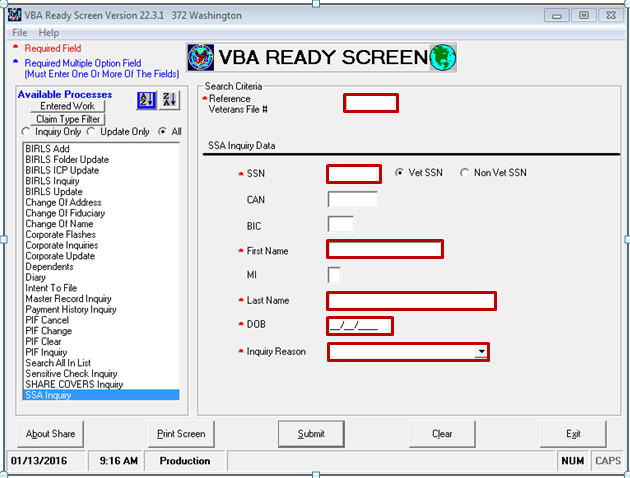 VBA Ready Screen Version 22.3.1 372 Washington
File Help
* Required Field
* Required Multiple Option Field
(Must Enter One Or More Of The Fields)
VBA READY SCREEN
Available Processes
Entered Work
Claim Type Filter
A Z
Z A
Inquiry Only Update Only All
BIRLS Add
BIRLS Folder Update
BIRLS ICP Update
BIRLS Inquiry
BIRLS Update
Change Of Address
Change Of Fiduciary
Change Of Name
Corporate Flashes
Corporate Inquiries
Corporate Update
Dependents
Diary
Intent To File
Master Record Inquiry
Payment History Inquiry
PIF Cancel
PIF Change
PIF Clear
PIF Inquiry
Search All In List
Sensitive Check Inquiry
SHARE COVERS Inquiry
SSA Inquiry
Search Criteria
* Reference
Veterans File #
SSA Inquiry Data
* SSN Vet SSN Non Vet SSN
CAN
BIC
* First Name
MI
* Last Name
* DOB __/__/____
* Inquiry Reason
About Share Print Screen Submit Clear Exit
01/13/2016 9:16 AM Production NUM CAPS